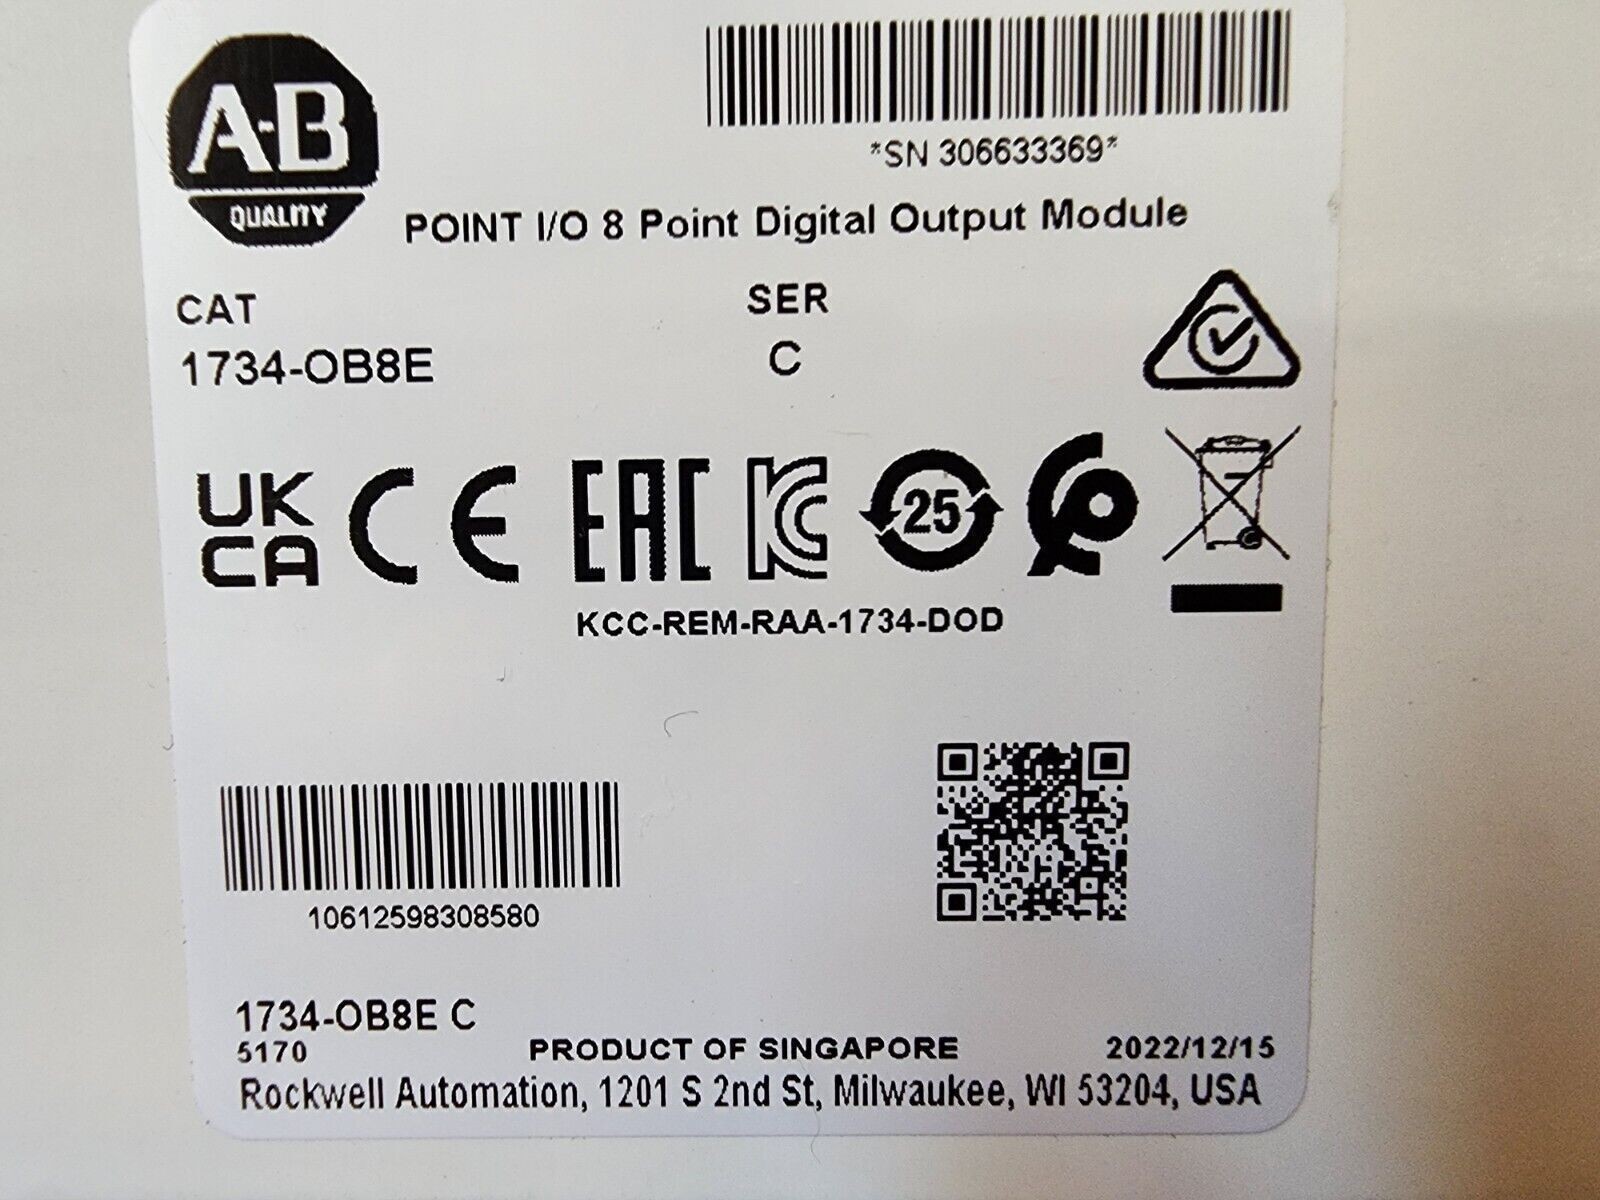 A-B
QUALITY
*SN 306633369*
POINT I/O 8 Point Digital Output Module
CAT
SER
1734-OB8E
C
UK
CA
CE
EAC
KC
25
KCC-REM-RAA-1734-DOD
10612598308580
1734-OB8E C
5170
PRODUCT OF SINGAPORE
2022/12/15
Rockwell Automation, 1201 S 2nd St, Milwaukee, WI 53204, USA